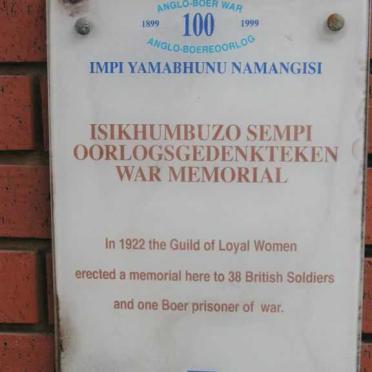 ANGLO-BOER WAR
1899 100 1999
ANGLO-BOEREOORLOG
IMPI YAMABHUNU NAMANGISI
ISIKHUMBUZO SEMPI
OORLOGSGEDENKTEKEN
WAR MEMORIAL
In 1922 the Guild of Loyal Women
erected a memorial here to 38 British Soldiers
and one Boer prisoner of war.